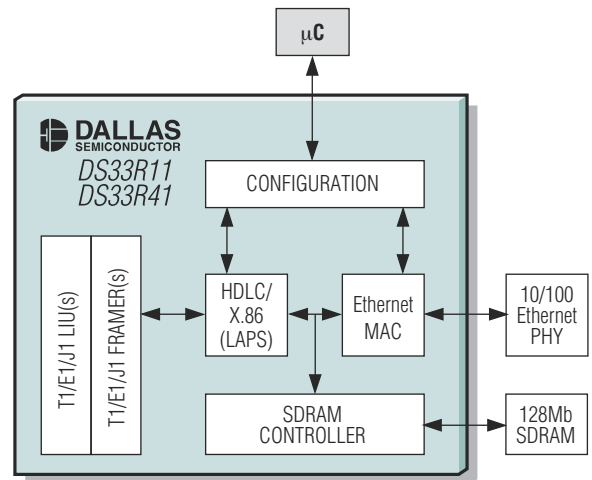 μC
DALLAS
SEMICONDUCTOR
DS33R11
DS33R41
CONFIGURATION
T1/E1/J1 LIU(s)
T1/E1/J1 FRAMER(s)
HDLC/
X.86
(LAPS)
Ethernet
MAC
10/100
Ethernet
PHY
SDRAM
CONTROLLER
128Mb
SDRAM